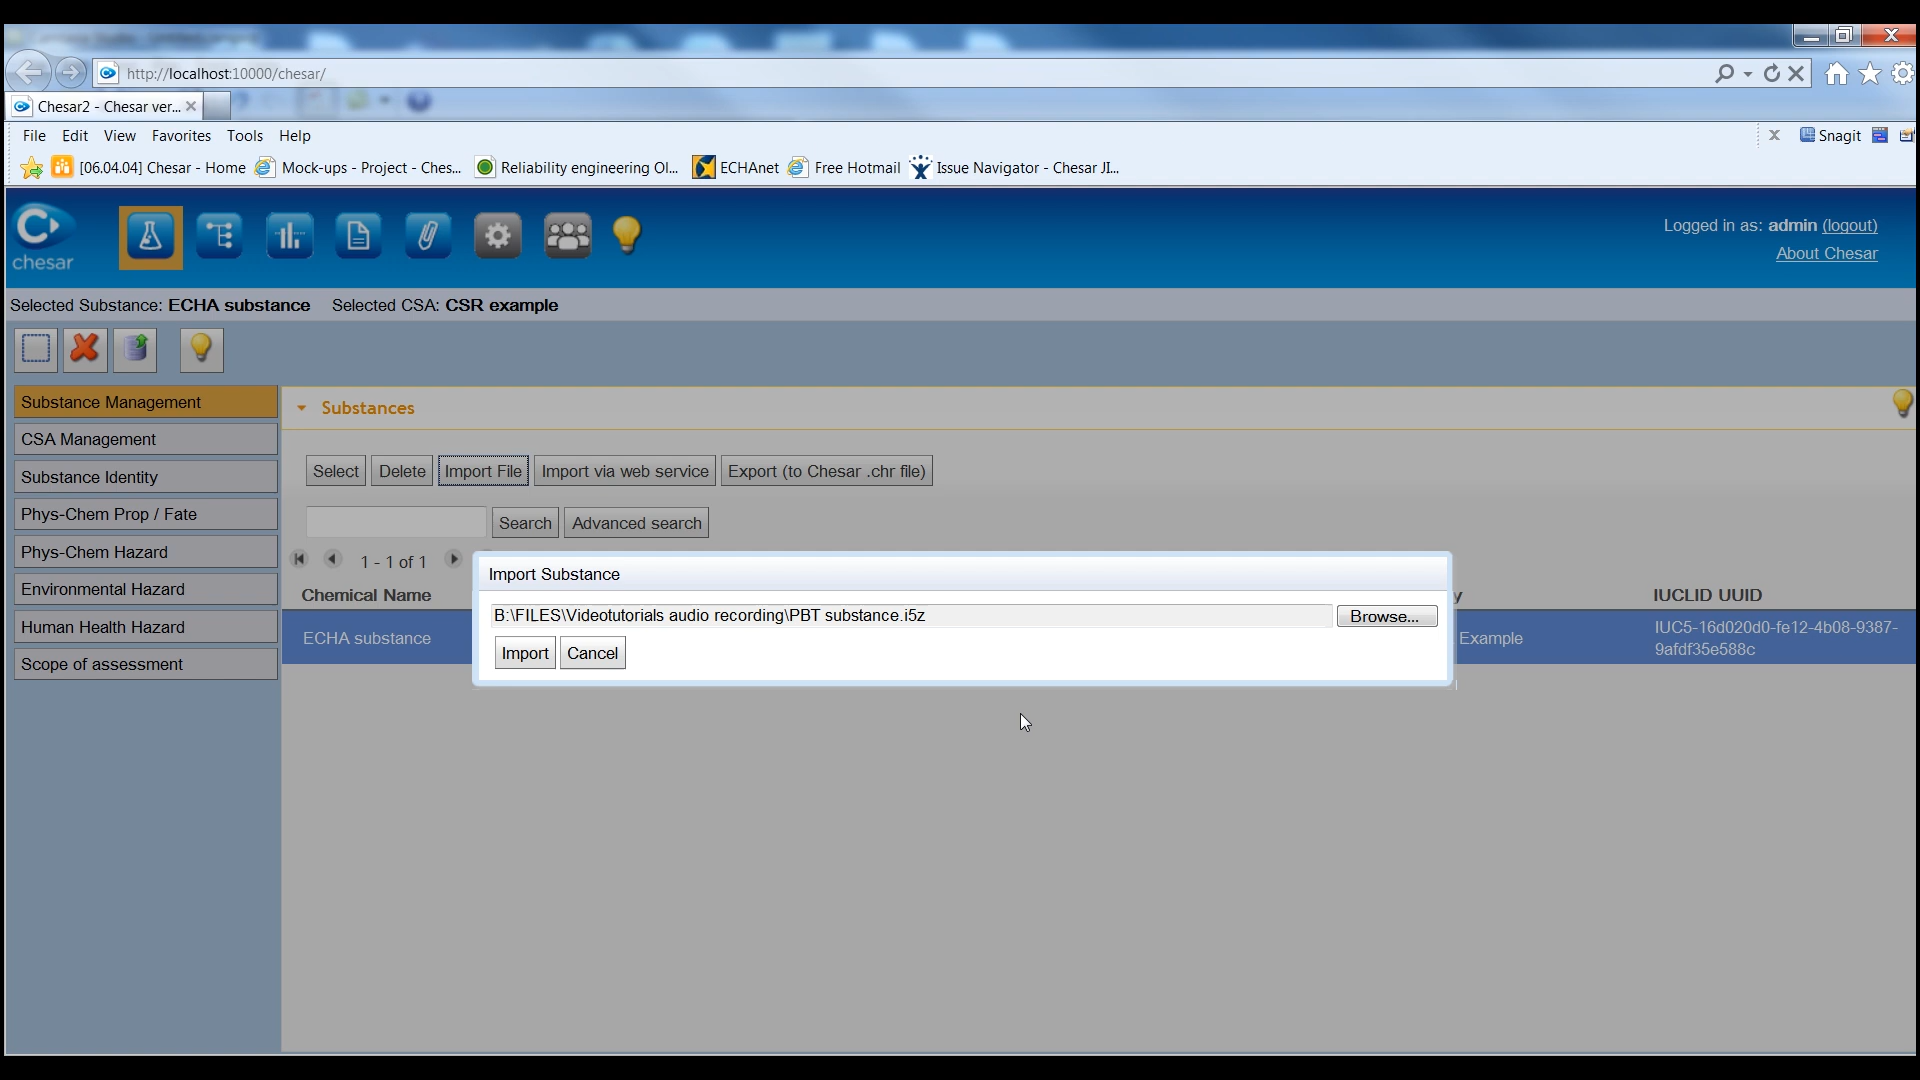 http://localhost:10000/chesar/
Chesar2 - Chesar ver...
File Edit View Favorites Tools Help
Snagit
[06.04.04] Chesar - Home Mock-ups - Project - Ches... Reliability engineering Ol... ECHAnet Free Hotmail Issue Navigator - Chesar JI...
chesar
Logged in as: admin (logout)
About Chesar
Selected Substance: ECHA substance Selected CSA: CSR example
Substance Management
CSA Management
Substance Identity
Phys-Chem Prop / Fate
Phys-Chem Hazard
Environmental Hazard
Human Health Hazard
Scope of assessment
Substances
Select Delete Import File Import via web service Export (to Chesar .chr file)
Search Advanced search
1 - 1 of 1
Chemical Name y IUCLID UUID
ECHA substance Example IUC5-16d020d0-fe12-4b08-9387-
9afdf35e588c
Import Substance
B:\FILES\Videotutorials audio recording\PBT substance.i5z Browse...
Import Cancel